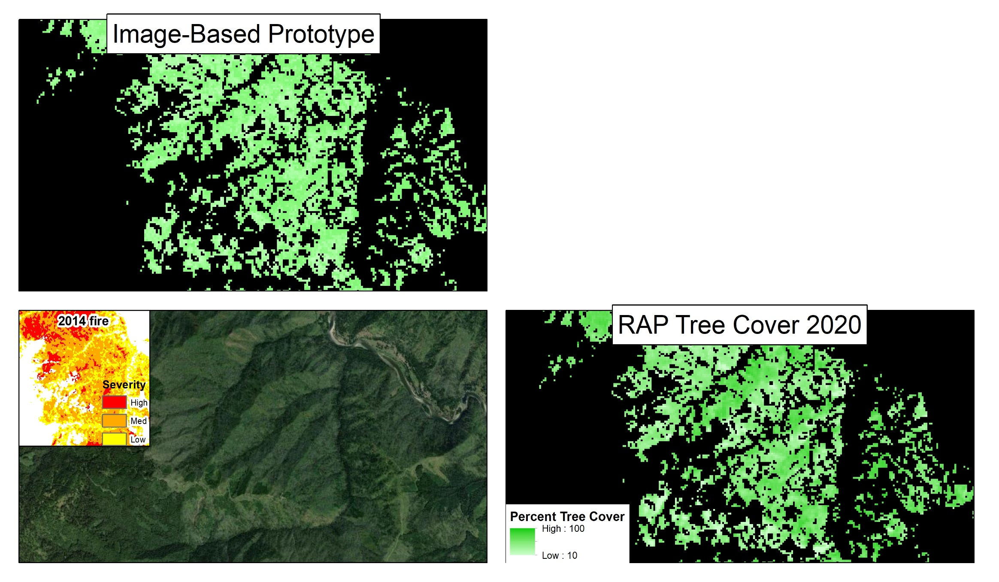 Image-Based Prototype
2014 fire
Severity
High
Med
Low
RAP Tree Cover 2020
Percent Tree Cover
High : 100
Low : 10